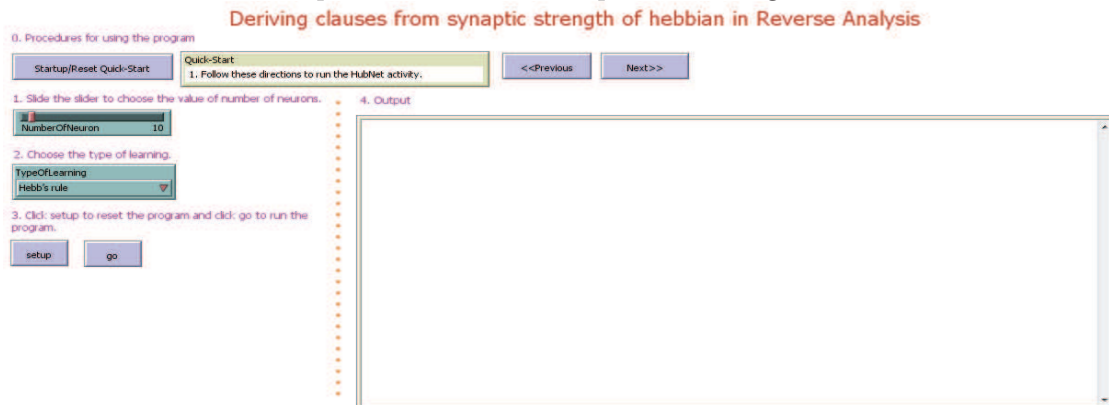 Deriving clauses from synaptic strength of hebbian in Reverse Analysis
0. Procedures for using the program
Startup/Reset Quick-Start
Quick-Start
1. Follow these directions to run the HubNet activity.
<<Previous
Next>>
1. Slide the slider to choose the value of number of neurons.
NumberOfNeuron 10
2. Choose the type of learning.
TypeOfLearning
Hebb's rule
3. Click setup to reset the program and click go to run the
program.
setup
go
4. Output